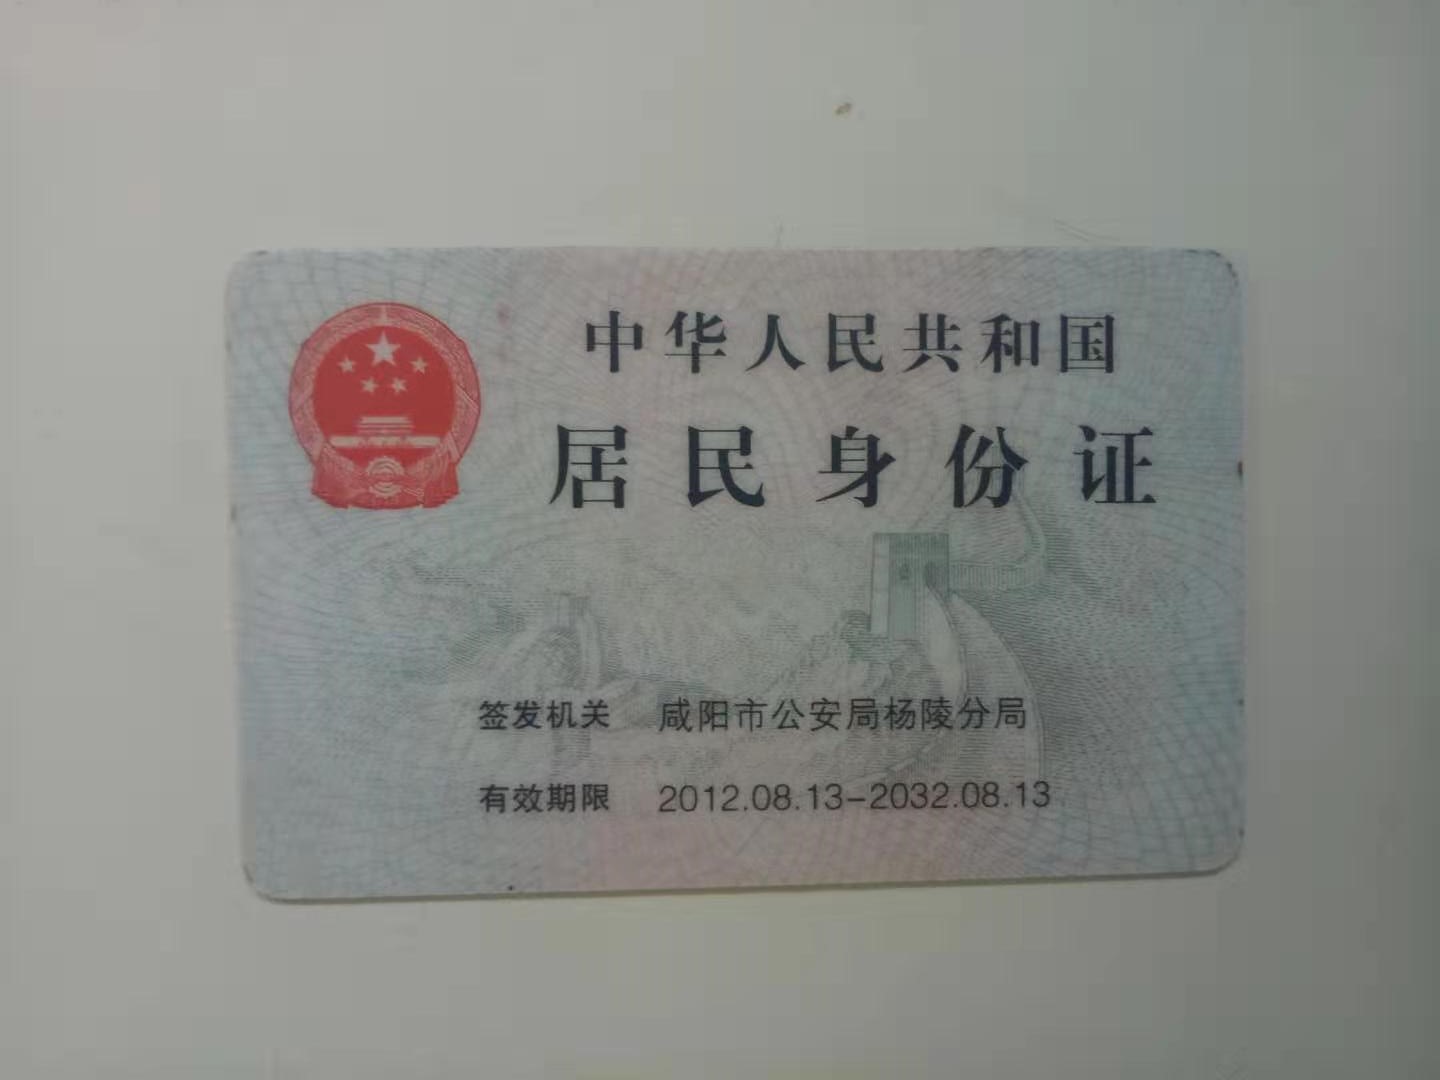 中华人民共和国
居民身份证
签发机关 咸阳市公安局杨陵分局
有效期限 2012.08.13-2032.08.13